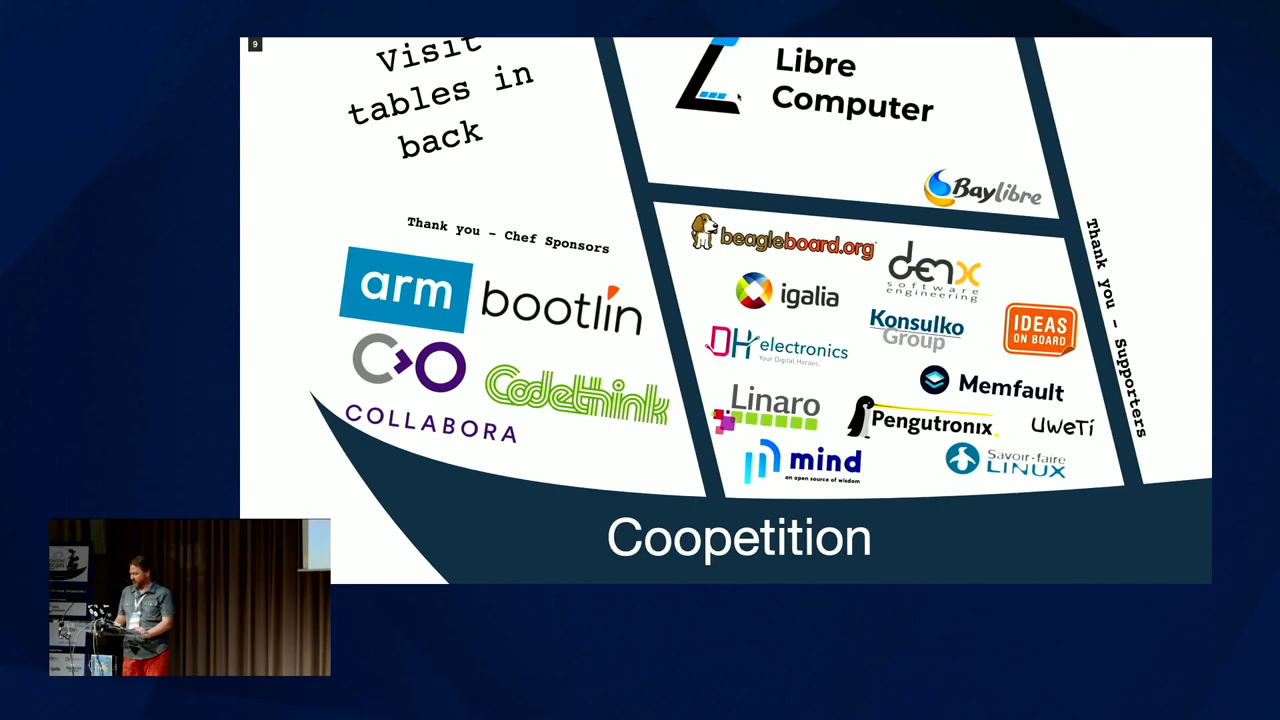 9
Visit
tables in
back
Libre
Computer
Baylibre
Thank you - Chef Sponsors
arm
bootlin
COLLABORA
Codethink
beagleboard.org
denx
software
engineering
igalia
Konsulko
Group
IDEAS
ON BOARD
DH electronics
Your Digital Heroes.
Memfault
Linaro
Pengutronix
UWeTi
mind
an open source of wisdom
Savoir-faire
LINUX
Thank you - Supporters
Coopetition